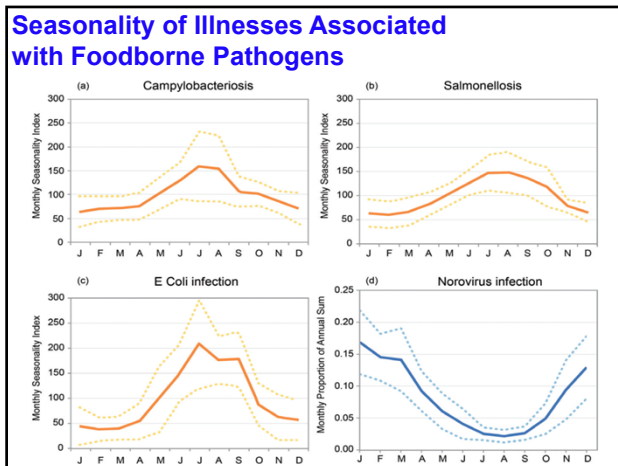 Seasonality of Illnesses Associated
with Foodborne Pathogens
(a) Campylobacteriosis
Monthly Seasonality Index
300
250
200
150
100
50
0
J F M A M J J A S O N D
(b) Salmonellosis
Monthly Seasonality Index
300
250
200
150
100
50
0
J F M A M J J A S O N D
(c) E Coli infection
Monthly Seasonality Index
300
250
200
150
100
50
0
J F M A M J J A S O N D
(d) Norovirus infection
Monthly Proportion of Annual Sum
0.25
0.20
0.15
0.10
0.05
0.00
J F M A M J J A S O N D